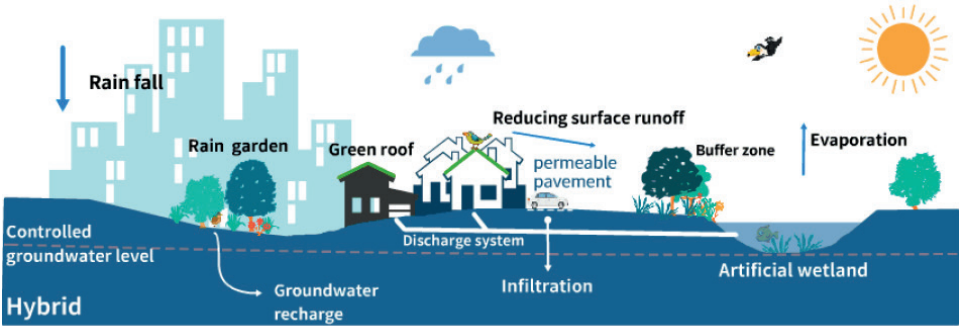 Rain fall
Rain garden
Green roof
Reducing surface runoff
permeable
pavement
Buffer zone
Evaporation
Controlled
groundwater level
Discharge system
Infiltration
Artificial wetland
Groundwater
recharge
Hybrid